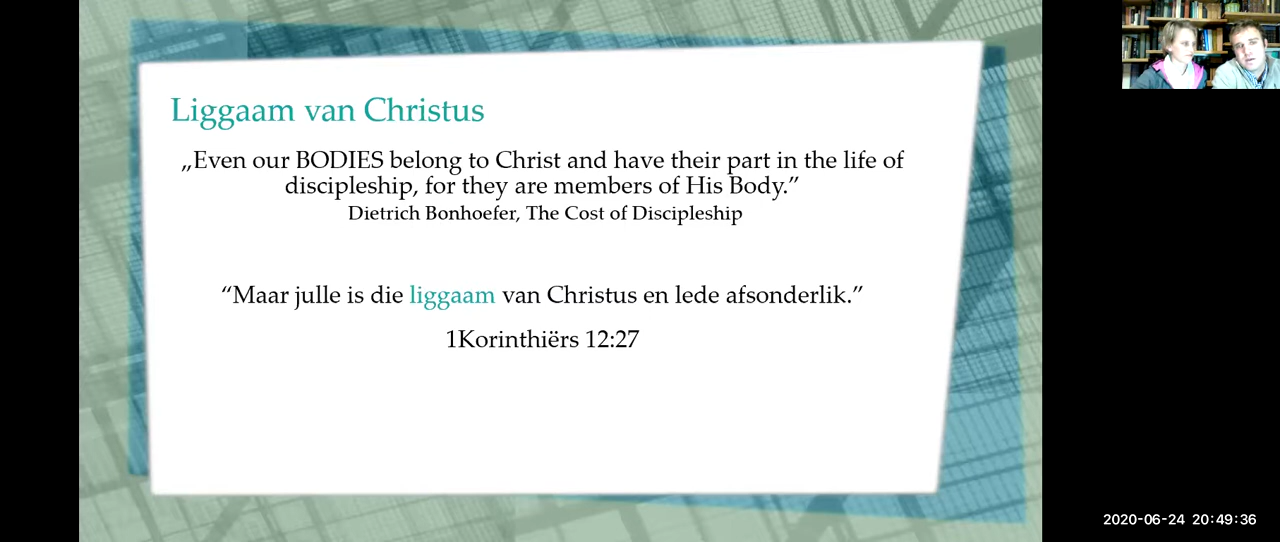 Liggaam van Christus
„Even our BODIES belong to Christ and have their part in the life of
discipleship, for they are members of His Body.”
Dietrich Bonhoefer, The Cost of Discipleship
“Maar julle is die liggaam van Christus en lede afsonderlik.”
1Korinthiërs 12:27
2020-06-24 20:49:36